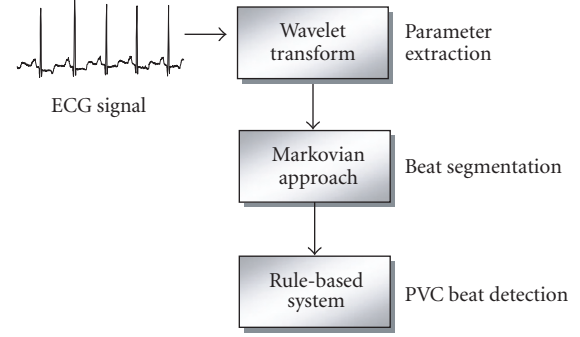 Wavelet
transform
Parameter
extraction
ECG signal
Markovian
approach
Beat segmentation
Rule-based
system
PVC beat detection